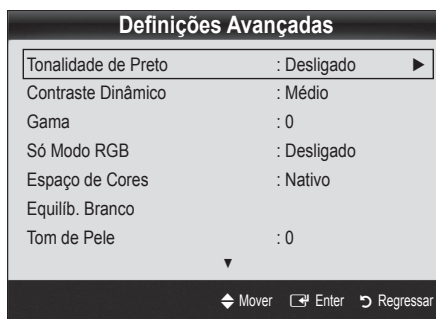 Definições Avançadas
Tonalidade de Preto : Desligado ►
Contraste Dinâmico : Médio
Gama : 0
Só Modo RGB : Desligado
Espaço de Cores : Nativo
Equilíb. Branco
Tom de Pele : 0
▼
Mover Enter Regressar